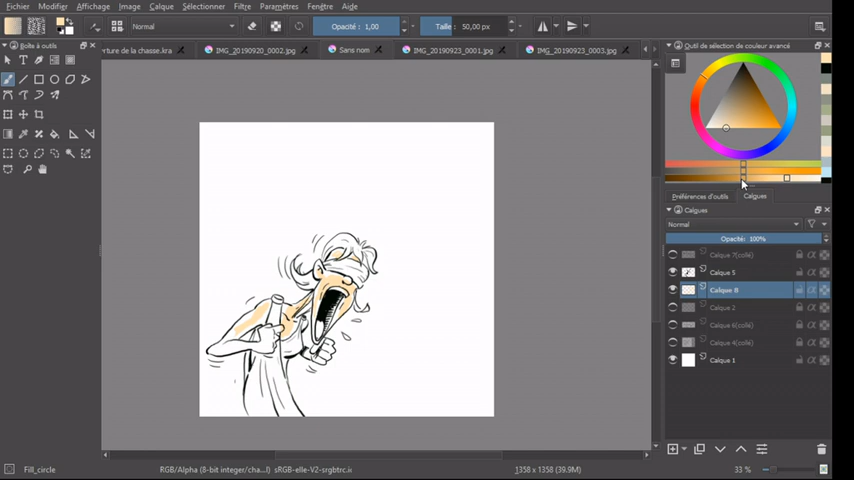 Fichier Modifier Affichage Image Calque Sélectionner Filtre Paramètres Fenêtre Aide
Normal
Opacité : 1,00
Taille : 50,00 px
Boîte à outils
rture de la chasse.kra
IMG_20190920_0002.jpg
Sans nom
IMG_20190923_0001.jpg
IMG_20190923_0003.jpg
Outil de sélection de couleur avancé
Préférences d'outils
Calques
Calques
Normal
Opacité: 100%
Calque 7(collé)
Calque 5
Calque 8
Calque 2
Calque 6(collé)
Calque 4(collé)
Calque 1
Fill_circle
RGB/Alpha (8-bit integer/cha...l) sRGB-elle-V2-srgbtrc.ic
1358 x 1358 (39.9M)
33 %